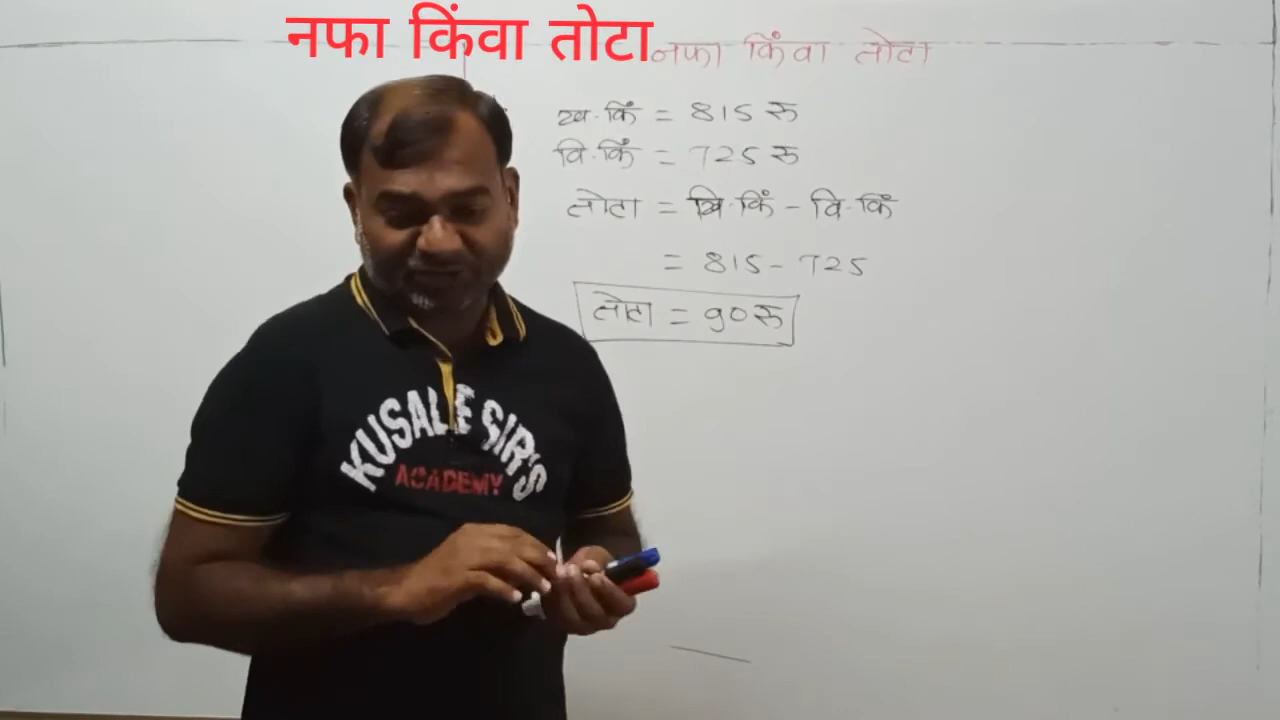 नफा किंवा तोटा
नफा किंवा तोटा
ख.किं = 815 रु
वि.किं = 725 रु
तोटा = ख.किं - वि.किं
= 815 - 725
तोटा = 90 रु
KUSALE SIR'S
ACADEMY